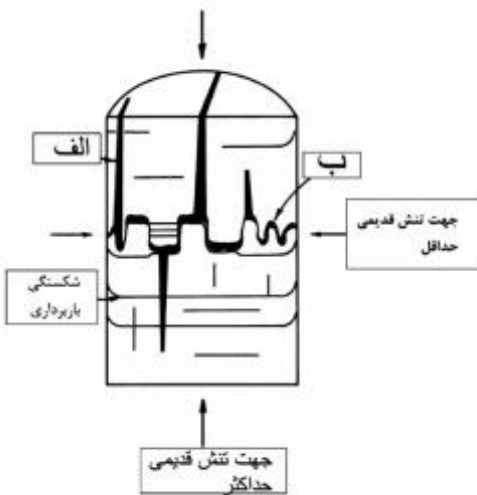 الف
ب
جهت تنش قدیمی
حداقل
شکستگی
باربرداری
جهت تنش قدیمی
حداکثر